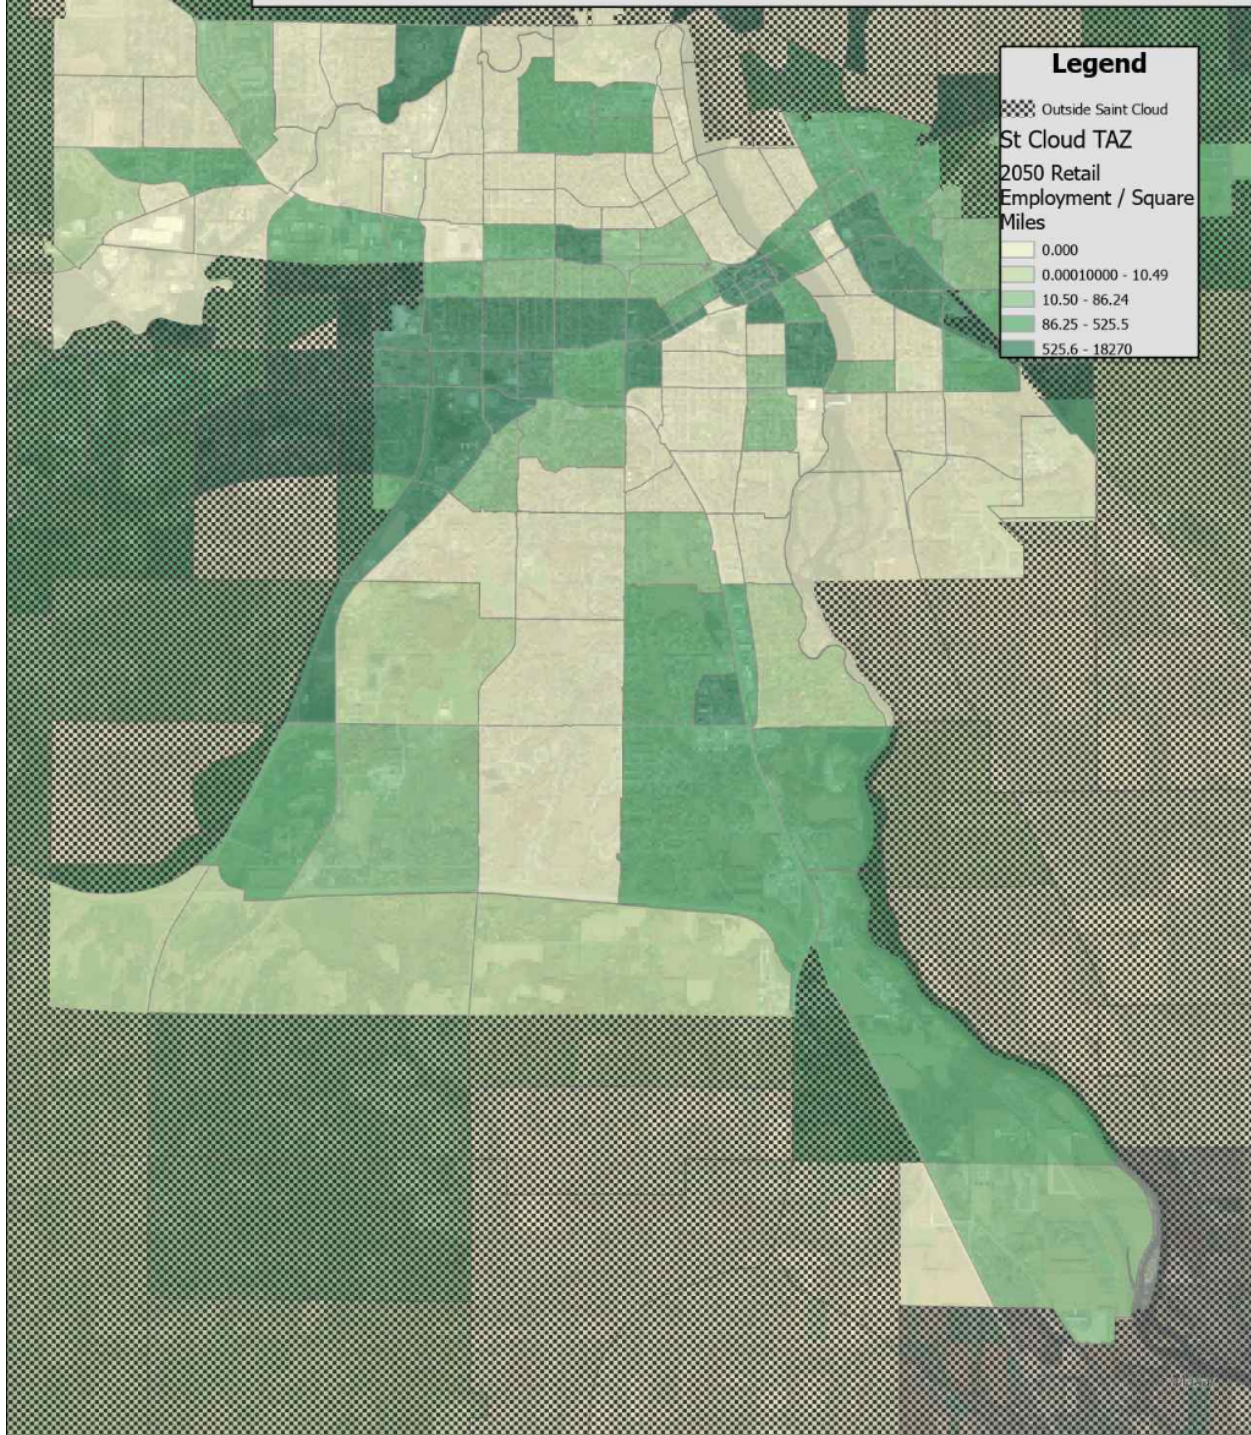 Legend
Outside Saint Cloud
St Cloud TAZ
2050 Retail
Employment / Square
Miles
0.000
0.00010000 - 10.49
10.50 - 86.24
86.25 - 525.5
525.6 - 18270